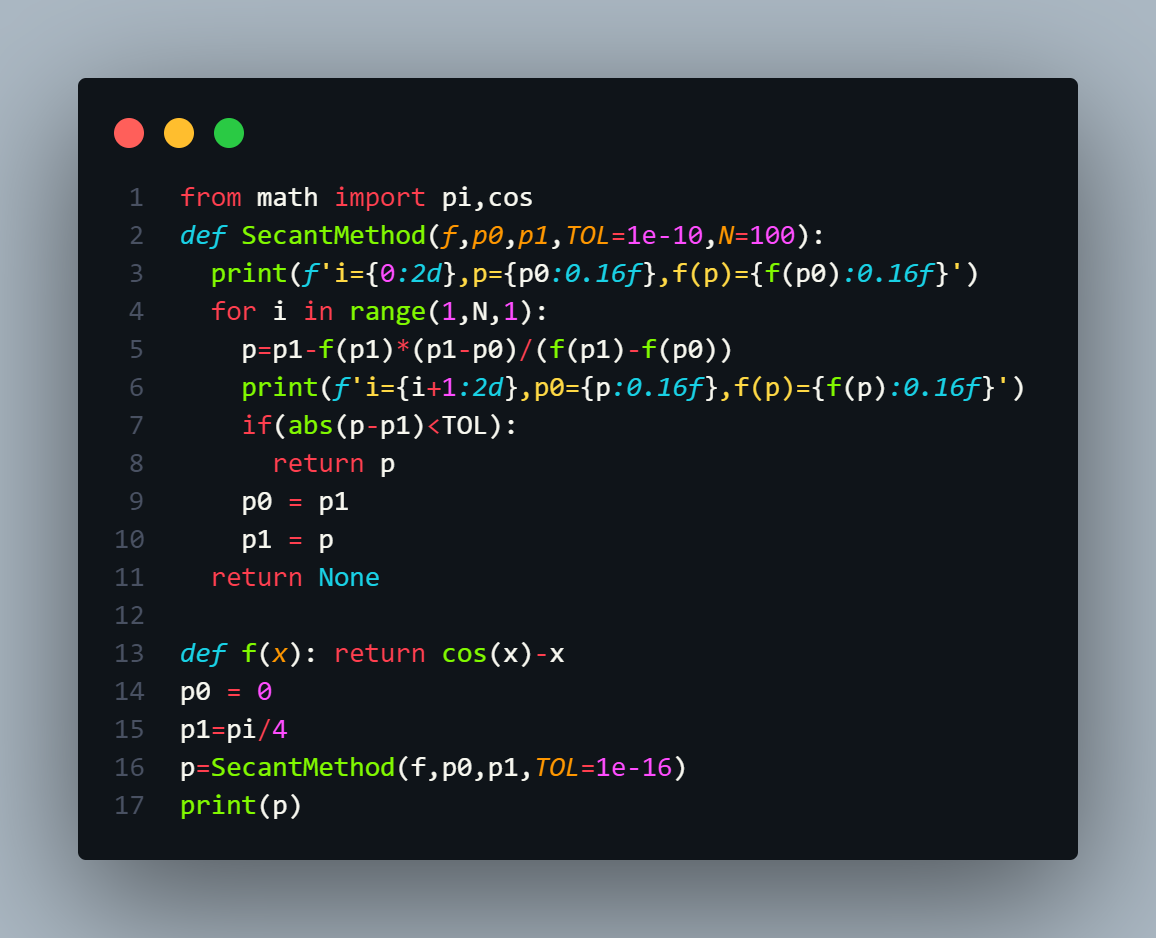 1 from math import pi,cos
2 def SecantMethod(f,p0,p1,TOL=1e-10,N=100):
3   print(f'i={0:2d},p={p0:0.16f},f(p)={f(p0):0.16f}')
4   for i in range(1,N,1):
5     p=p1-f(p1)*(p1-p0)/(f(p1)-f(p0))
6     print(f'i={i+1:2d},p0={p:0.16f},f(p)={f(p):0.16f}')
7     if(abs(p-p1)<TOL):
8       return p
9     p0 = p1
10     p1 = p
11   return None
12
13 def f(x): return cos(x)-x
14 p0 = 0
15 p1=pi/4
16 p=SecantMethod(f,p0,p1,TOL=1e-16)
17 print(p)